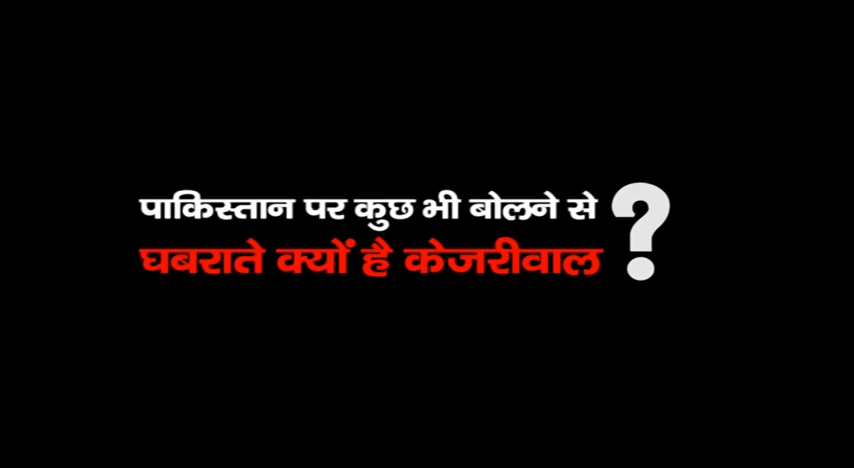 पाकिस्तान पर कुछ भी बोलने से
घबराते क्यों है केजरीवाल ?